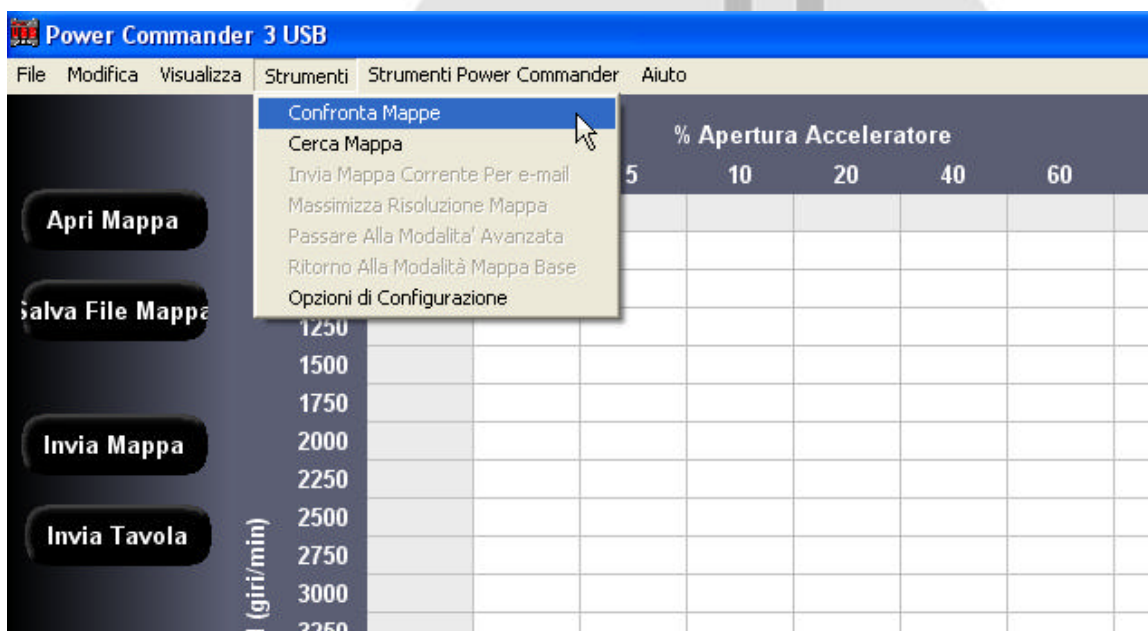 Power Commander 3 USB
File Modifica Visualizza Strumenti Strumenti Power Commander Aiuto
Confronta Mappe
Cerca Mappa
Invia Mappa Corrente Per e-mail
Massimizza Risoluzione Mappa
Passare Alla Modalita' Avanzata
Ritorno Alla Modalità Mappa Base
Opzioni di Configurazione
% Apertura Acceleratore
5 10 20 40 60
Apri Mappa
Salva File Mappa
Invia Mappa
Invia Tavola
(giri/min)
1250
1500
1750
2000
2250
2500
2750
3000
3250